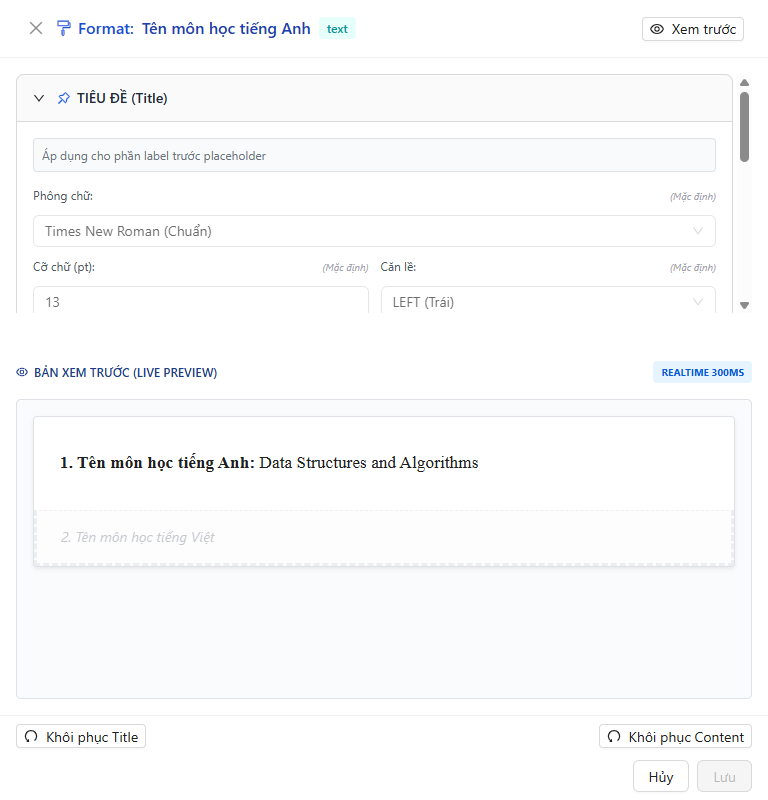 Format: Tên môn học tiếng Anh text Xem trước
TIÊU ĐỀ (Title)
Áp dụng cho phần label trước placeholder
Phông chữ: (Mặc định)
Times New Roman (Chuẩn)
Cỡ chữ (pt): (Mặc định) Căn lề: (Mặc định)
13 LEFT (Trái)
BẢN XEM TRƯỚC (LIVE PREVIEW) REALTIME 300MS
1. Tên môn học tiếng Anh: Data Structures and Algorithms
2. Tên môn học tiếng Việt
Khôi phục Title Khôi phục Content
Hủy Lưu